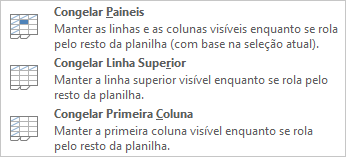 Congelar Paineis
Manter as linhas e as colunas visíveis enquanto se rola
pelo resto da planilha (com base na seleção atual).
Congelar Linha Superior
Manter a linha superior visível enquanto se rola pelo
resto da planilha.
Congelar Primeira Coluna
Manter a primeira coluna visível enquanto se rola
pelo resto da planilha.